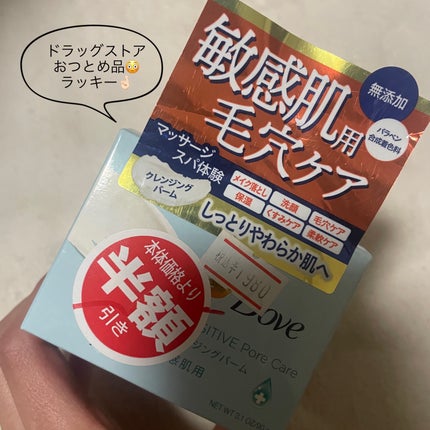 ドラッグストア
おつとめ品😳
ラッキー👌🏻
敏感肌用
毛穴ケア
無添加
パラベン
合成着色料
マッサージ
スパ体験
クレンジング
バーム
メイク落とし
洗顔
毛穴ケア
保湿
くすみケア
柔軟ケア
しっとりやわらか肌へ
本体価格より
半額
引き
1980
Dove
SITIVE Pore Care
ジングバーム
肌用